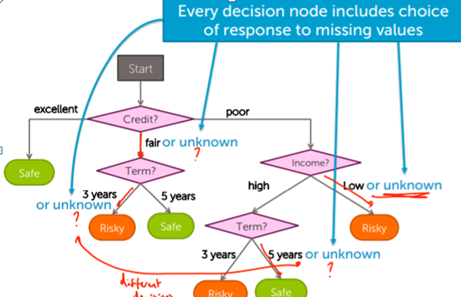 Every decision node includes choice
of response to missing values
Start
excellent
Credit?
poor
fair or unknown
?
Safe
Term?
Income?
3 years
or unknown
?
5 years
high
Low or unknown
Risky
Safe
Term?
Risky
3 years
5 years or unknown
?
different
Risky
Safe